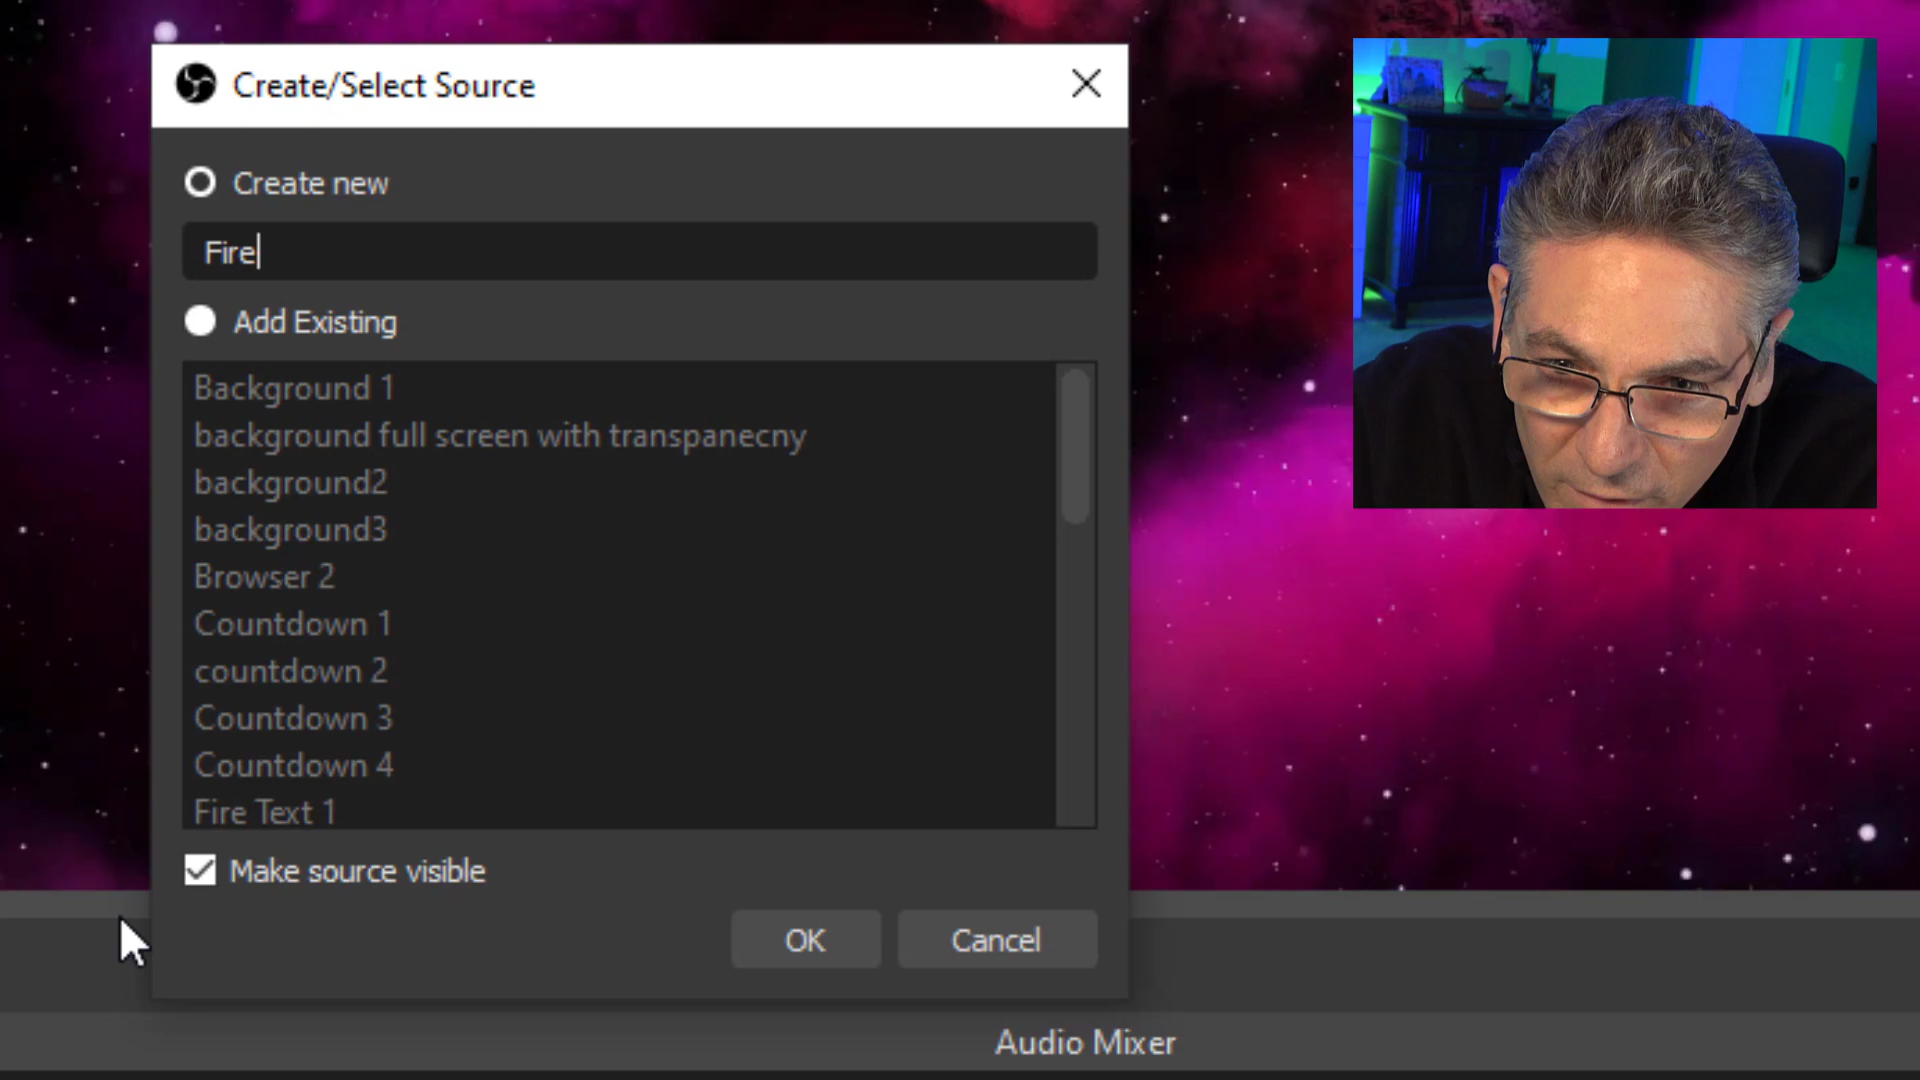 Create/Select Source
Create new
Fire
Add Existing
Background 1
background full screen with transpanecny
background2
background3
Browser 2
Countdown 1
countdown 2
Countdown 3
Countdown 4
Fire Text 1
Make source visible
OK
Cancel
Audio Mixer